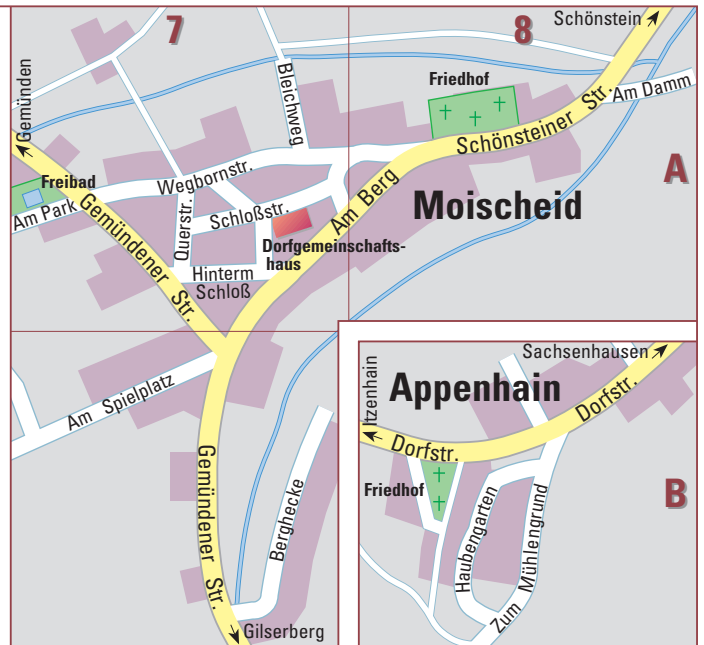 7
8
Schönstein
Gemünden
Bleichweg
Friedhof
Am Damm
Schönsteiner Str.
A
Freibad
Wegbornstr.
Am Park
Querstr.
Schloßstr.
Am Berg
Moischeid
Dorfgemeinschafts-
haus
Gemündener Str.
Hinterm
Schloß
Am Spielplatz
Gemündener Str.
Berghecke
Gilserberg
Sachsenhausen
Itzenhain
Appenhain
Dorfstr.
Dorfstr.
Friedhof
Haubengarten
Zum Mühlengrund
B